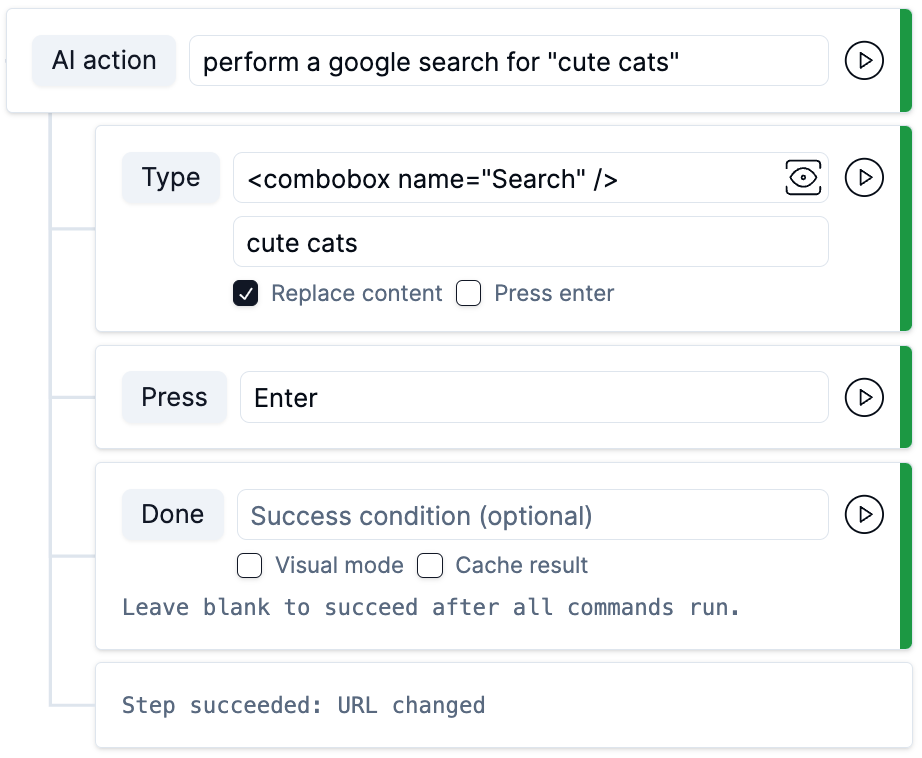 AI action perform a google search for "cute cats"
Type <combobox name="Search" />
cute cats
Replace content Press enter
Press Enter
Done Success condition (optional)
Visual mode Cache result
Leave blank to succeed after all commands run.
Step succeeded: URL changed